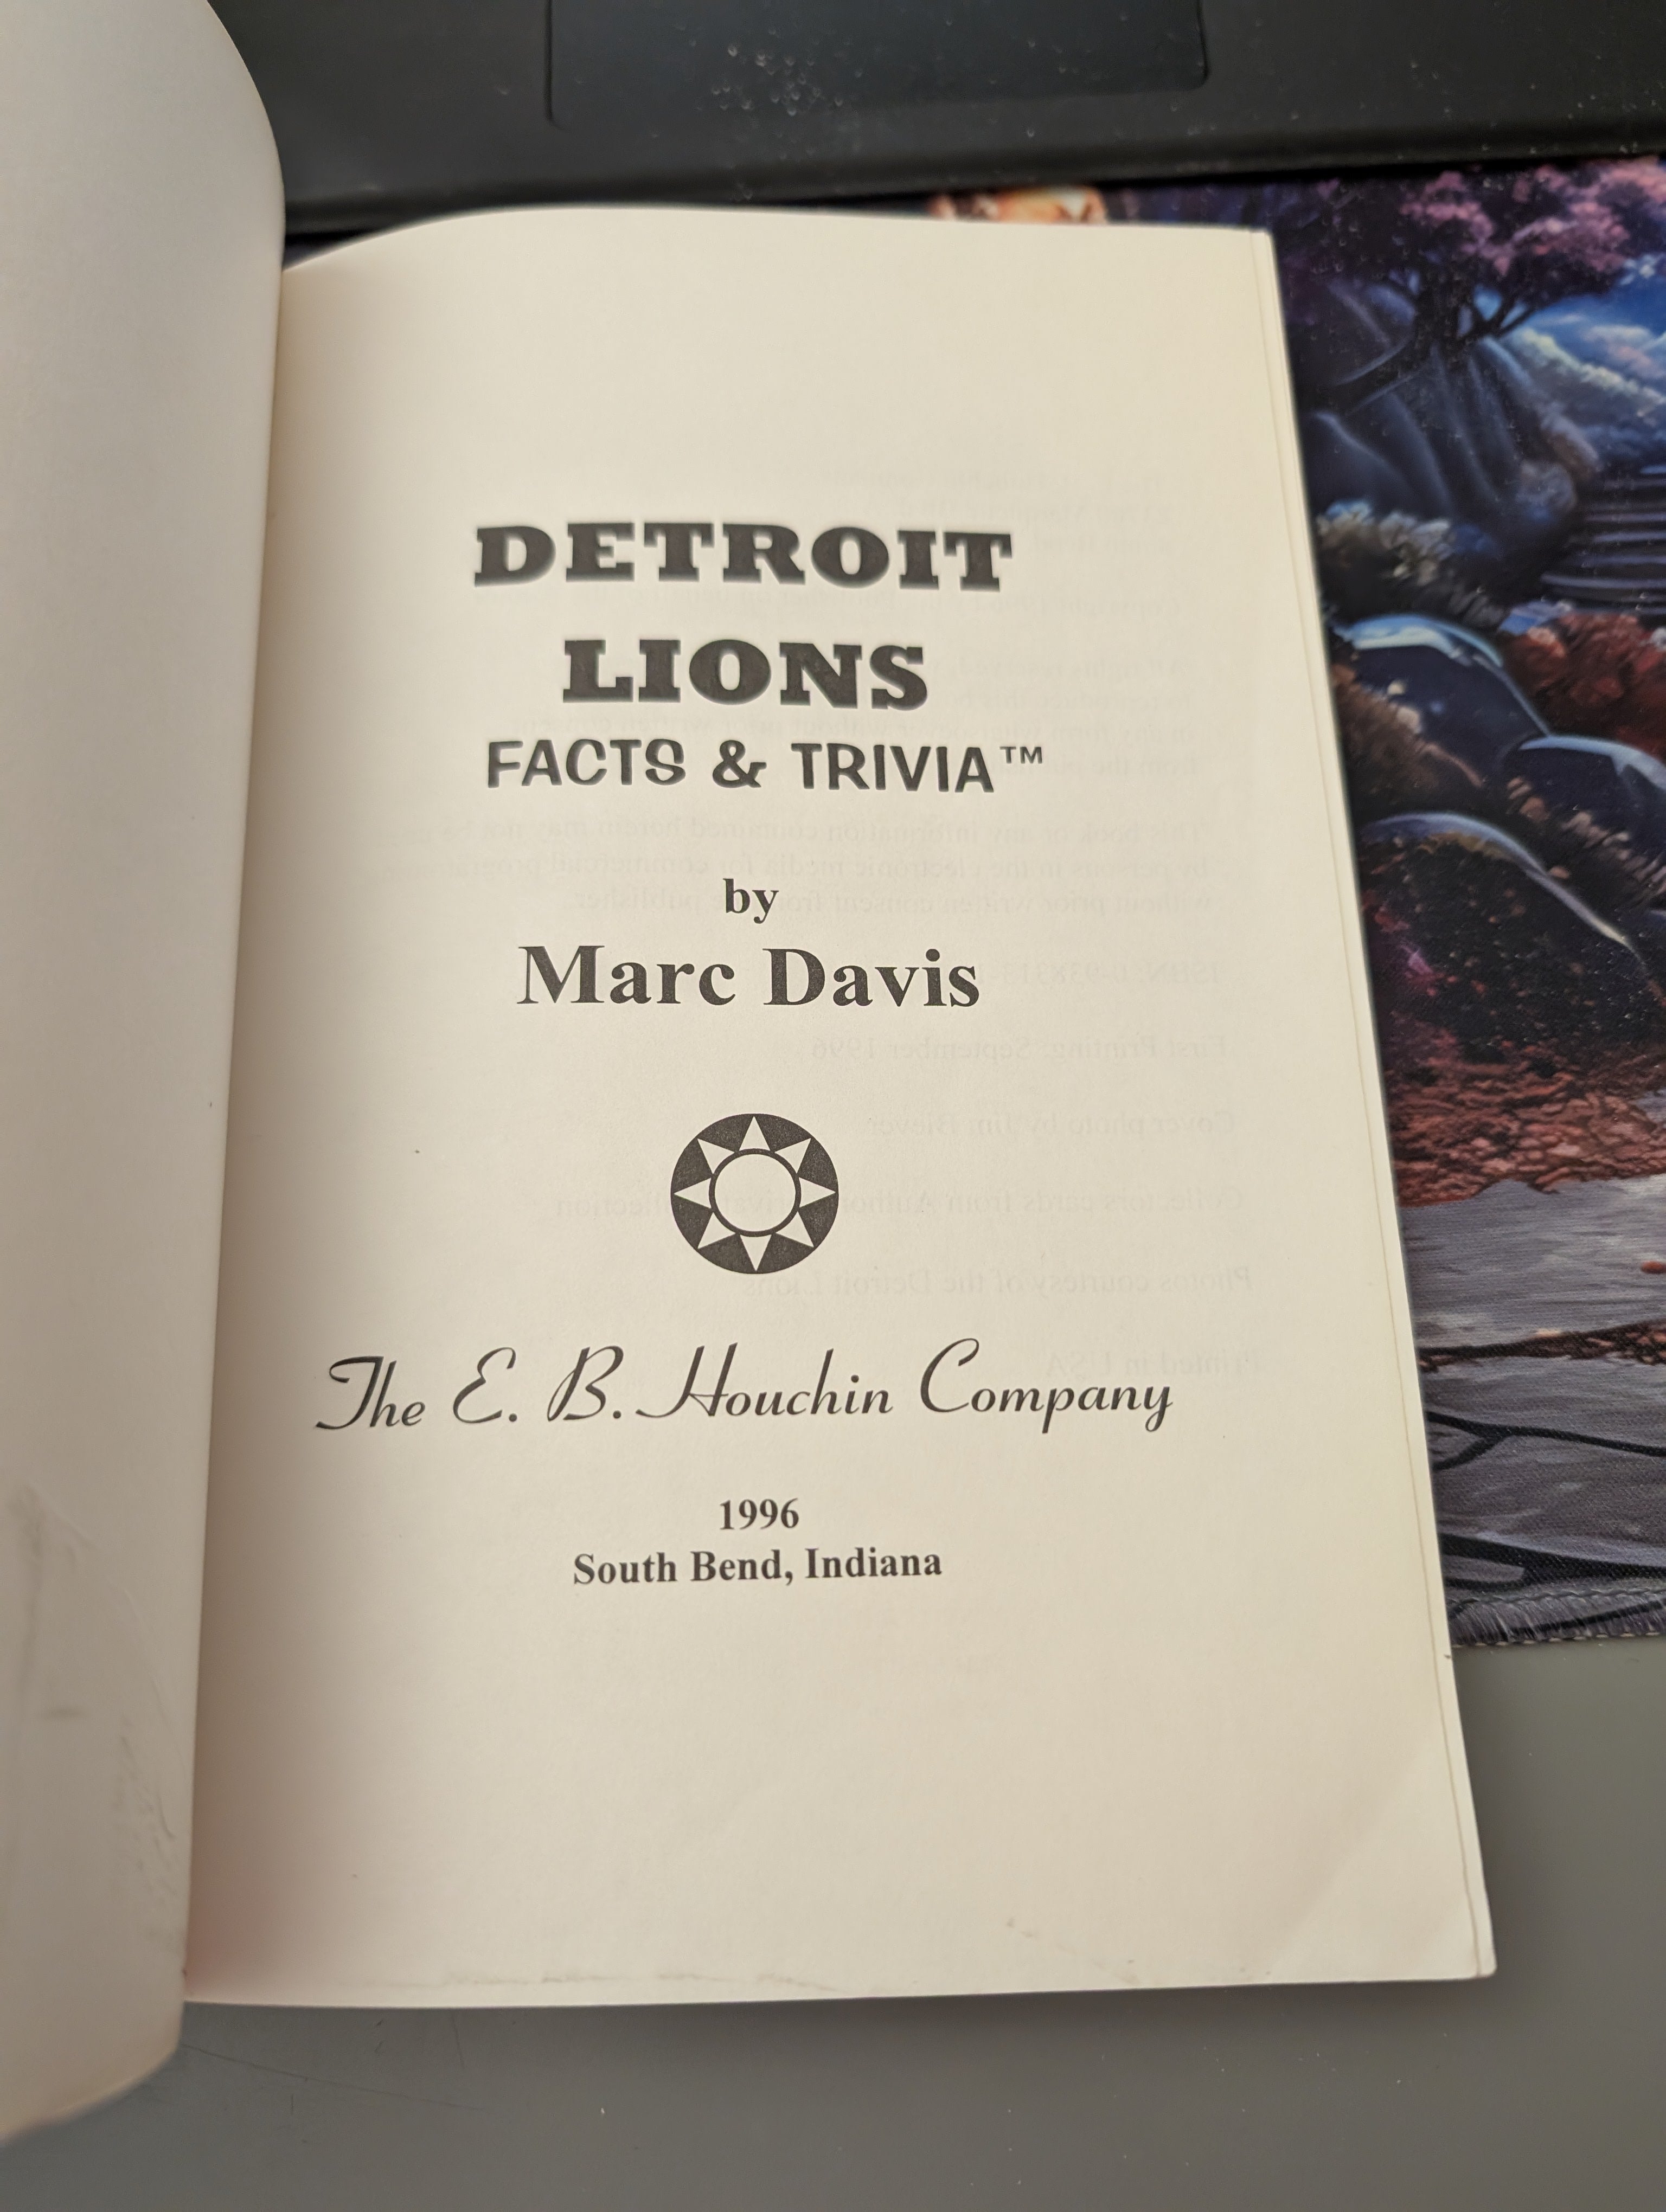 DETROIT
LIONS
FACTS & TRIVIA™
by
Marc Davis
The E. B. Houchin Company
1996
South Bend, Indiana